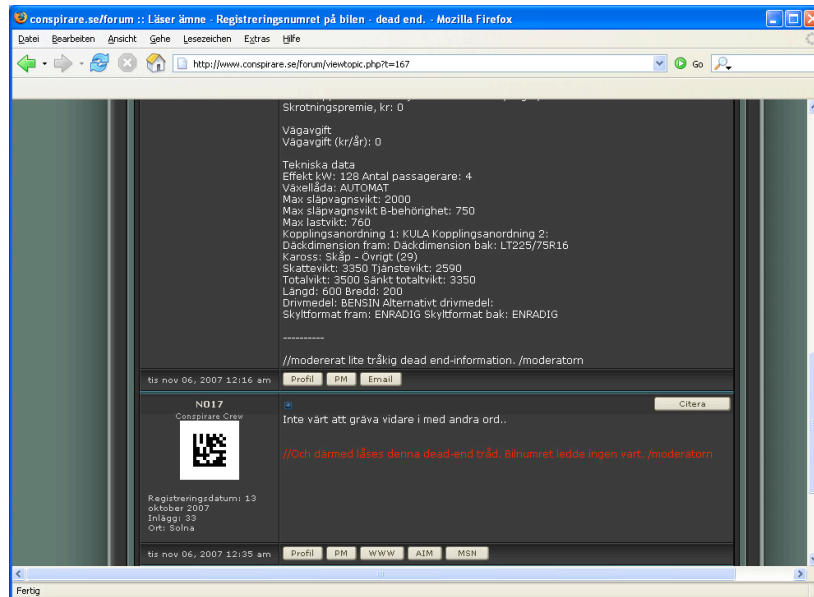 conspirare.se/forum :: Läser ämne - Registreringsnumret på bilen - dead end. - Mozilla Firefox
Datei Bearbeiten Ansicht Gehe Lesezeichen Extras Hilfe
http://www.conspirare.se/forum/viewtopic.php?t=167
Go
Skrotningspremie, kr: 0
Vägavgift
Vägavgift (kr/år): 0
Tekniska data
Effekt kW: 128 Antal passagerare: 4
Växellåda: AUTOMAT
Max släpvagnsvikt: 2000
Max släpvagnsvikt B-behörighet: 750
Max lastvikt: 760
Kopplingsanordning 1: KULA Kopplingsanordning 2:
Däckdimension fram: Däckdimension bak: LT225/75R16
Kaross: Skåp - Övrigt (29)
Skattevikt: 3350 Tjänstevikt: 2590
Totalvikt: 3500 Sänkt totaltvikt: 3350
Längd: 600 Bredd: 200
Drivmedel: BENSIN Alternativt drivmedel:
Skyltformat fram: ENRADIG Skyltformat bak: ENRADIG
----------
//modererat lite tråkig dead end-information. /moderatorn
tis nov 06, 2007 12:16 am
Profil PM Email
N017
Conspirare Crew
Citera
Inte värt att gräva vidare i med andra ord..
//Och därmed låses denna dead-end tråd. Bilnumret ledde ingen vart. /moderatorn
Registreringsdatum: 13
oktober 2007
Inlägg: 33
Ort: Solna
tis nov 06, 2007 12:35 am
Profil PM WWW AIM MSN
Fertig